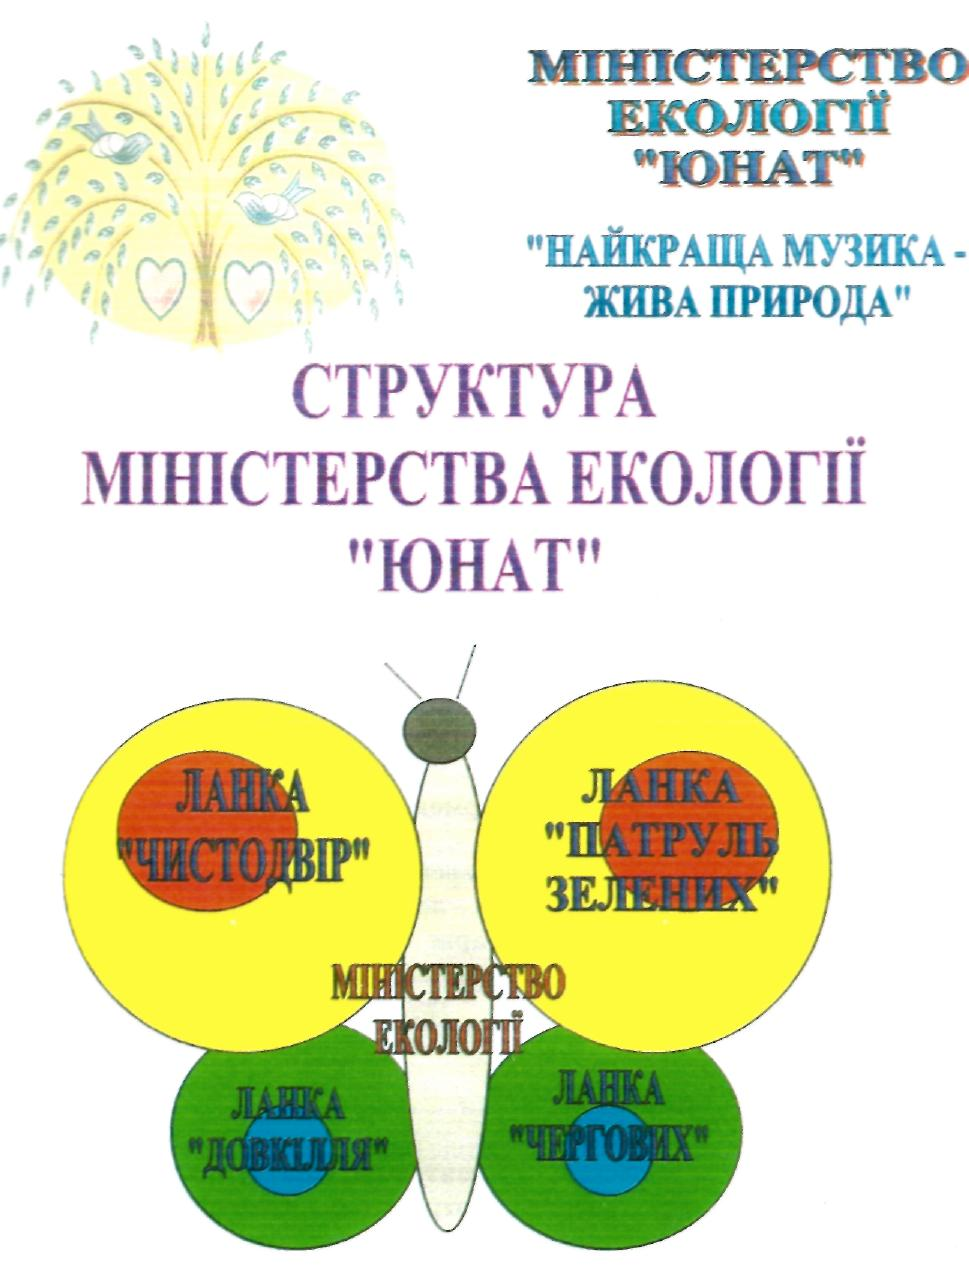 МІНІСТЕРСТВО
ЕКОЛОГІЇ
"ЮНАТ"
"НАЙКРАЩА МУЗИКА -
ЖИВА ПРИРОДА"
СТРУКТУРА
МІНІСТЕРСТВА ЕКОЛОГІЇ
"ЮНАТ"
ЛАНКА
"ЧИСТОДВІР"
ЛАНКА
"ПАТРУЛЬ
ЗЕЛЕНИХ"
МІНІСТЕРСТВО
ЕКОЛОГІЇ
ЛАНКА
"ДОВКІЛЛЯ"
ЛАНКА
"ЧЕРГОВИХ"